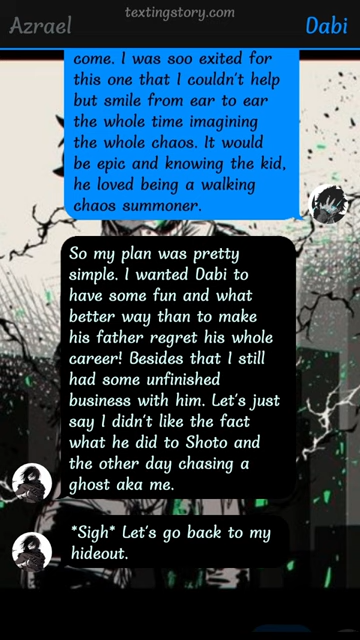 textingstory.com
Azrael
Dabi
come. I was soo exited for
this one that I couldn't help
but smile from ear to ear
the whole time imagining
the whole chaos. It would
be epic and knowing the kid,
he loved being a walking
chaos summoner.
So my plan was pretty
simple. I wanted Dabi to
have some fun and what
better way than to make
his father regret his whole
career! Besides that I still
had some unfinished
business with him. Let's just
say I didn't like the fact
what he did to Shoto and
the other day chasing a
ghost aka me.
*Sigh* Let's go back to my
hideout.